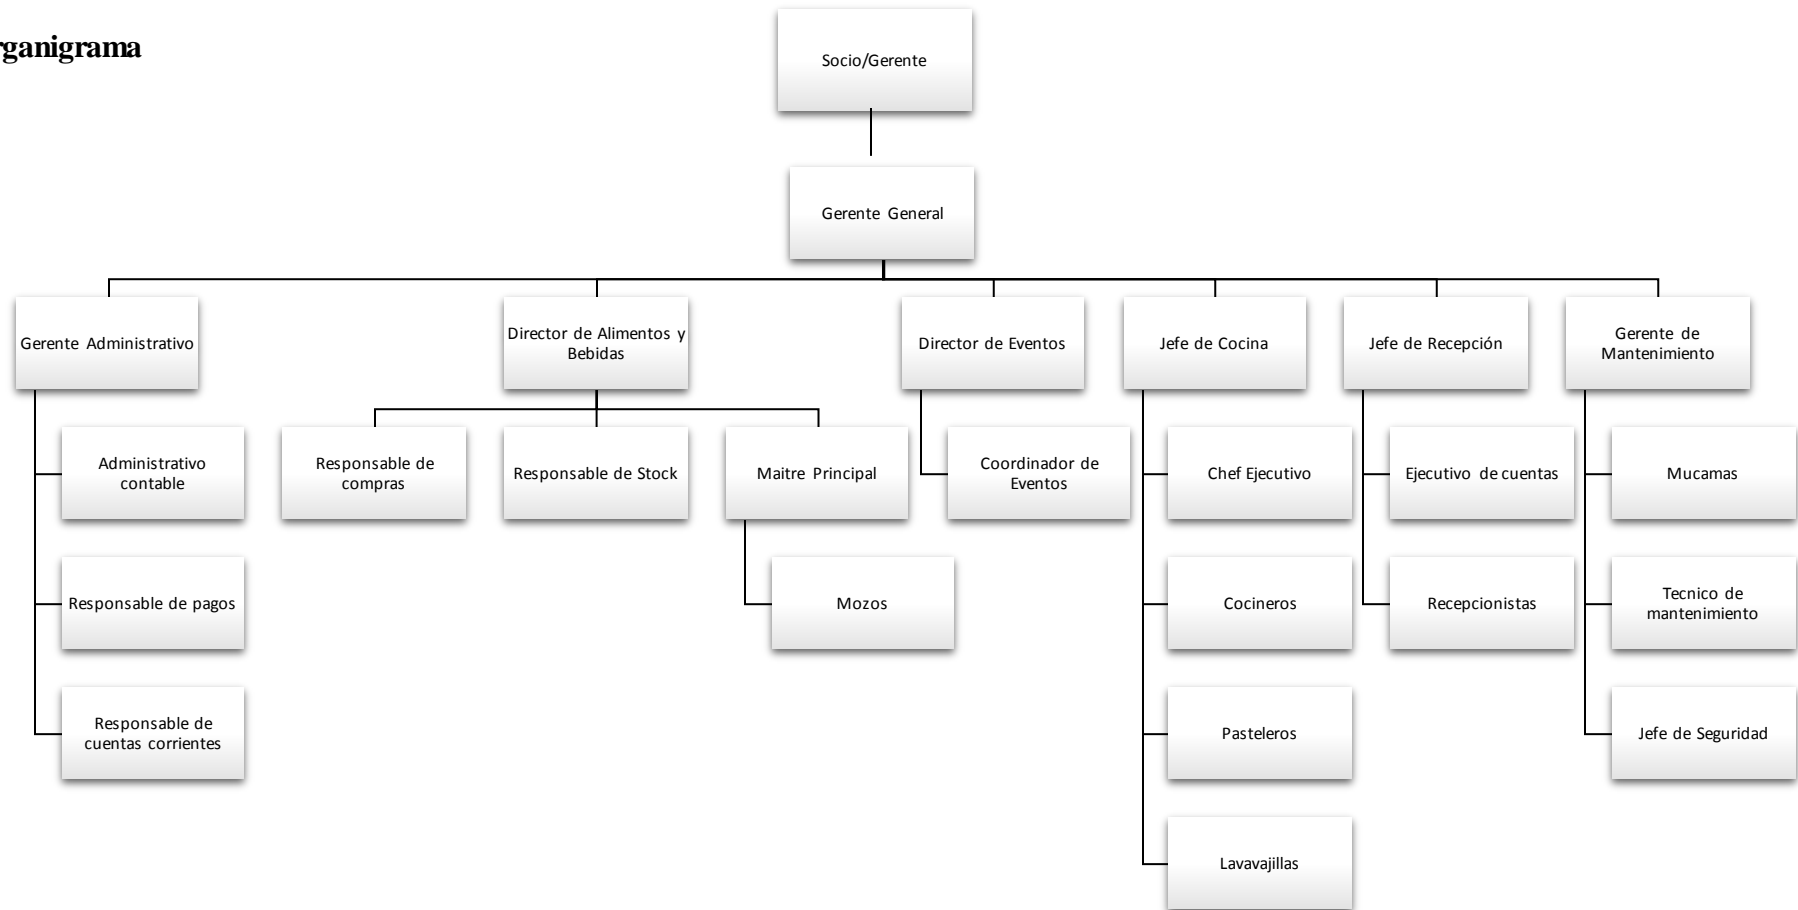 rganigrama
Socio/Gerente
Gerente General
Gerente Administrativo
Director de Alimentos y
Bebidas
Director de Eventos
Jefe de Cocina
Jefe de Recepción
Gerente de
Mantenimiento
Administrativo
contable
Responsable de
compras
Responsable de Stock
Maitre Principal
Coordinador de
Eventos
Chef Ejecutivo
Ejecutivo de cuentas
Mucamas
Responsable de pagos
Mozos
Cocineros
Recepcionistas
Tecnico de
mantenimiento
Responsable de
cuentas corrientes
Pasteleros
Jefe de Seguridad
Lavavajillas